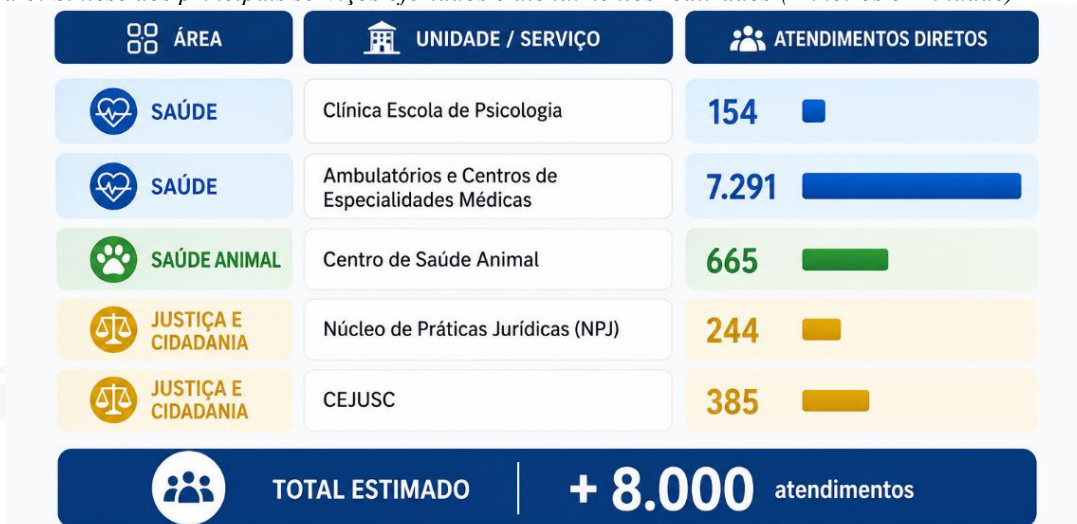 ÁREA
UNIDADE / SERVIÇO
ATENDIMENTOS DIRETOS
SAÚDE
Clínica Escola de Psicologia
154
SAÚDE
Ambulatórios e Centros de
Especialidades Médicas
7.291
SAÚDE ANIMAL
Centro de Saúde Animal
665
JUSTIÇA E
CIDADANIA
Núcleo de Práticas Jurídicas (NPJ)
244
JUSTIÇA E
CIDADANIA
CEJUSC
385
TOTAL ESTIMADO
+ 8.000 atendimentos